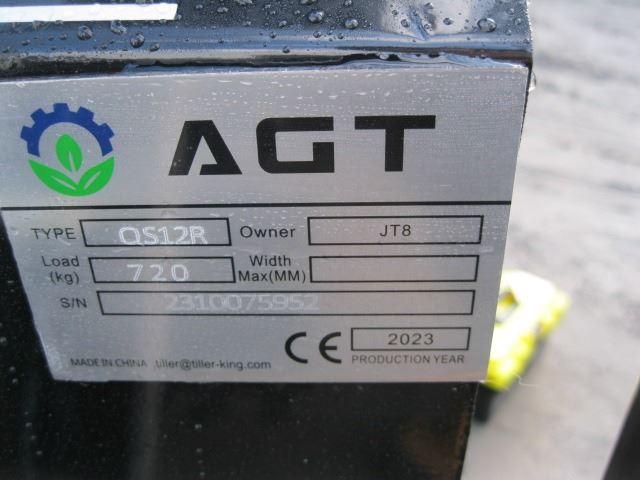 AGT
TYPE QS12R Owner JT8
Load (kg) 720 Width Max(MM)
S/N 2310075952
CE 2023
MADE IN CHINA tiller@tiller-king.com PRODUCTION YEAR